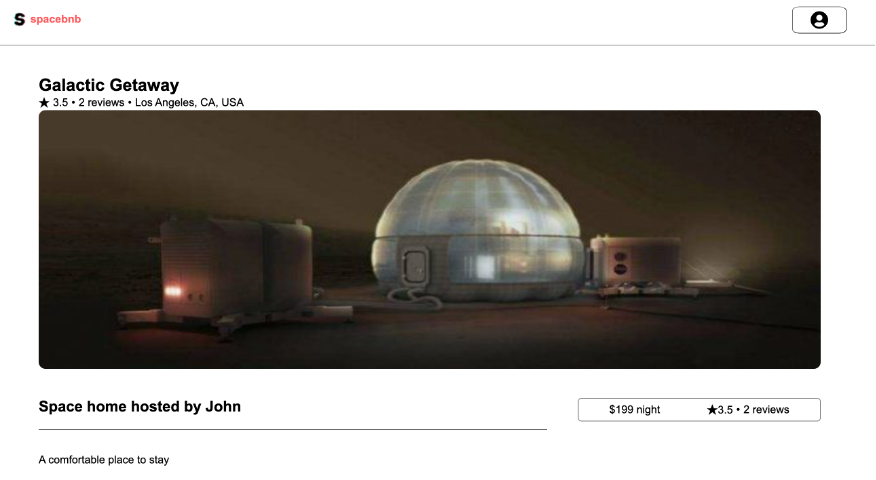 S spacebnb
Galactic Getaway
★ 3.5 • 2 reviews • Los Angeles, CA, USA
Space home hosted by John
$199 night ★3.5 • 2 reviews
A comfortable place to stay